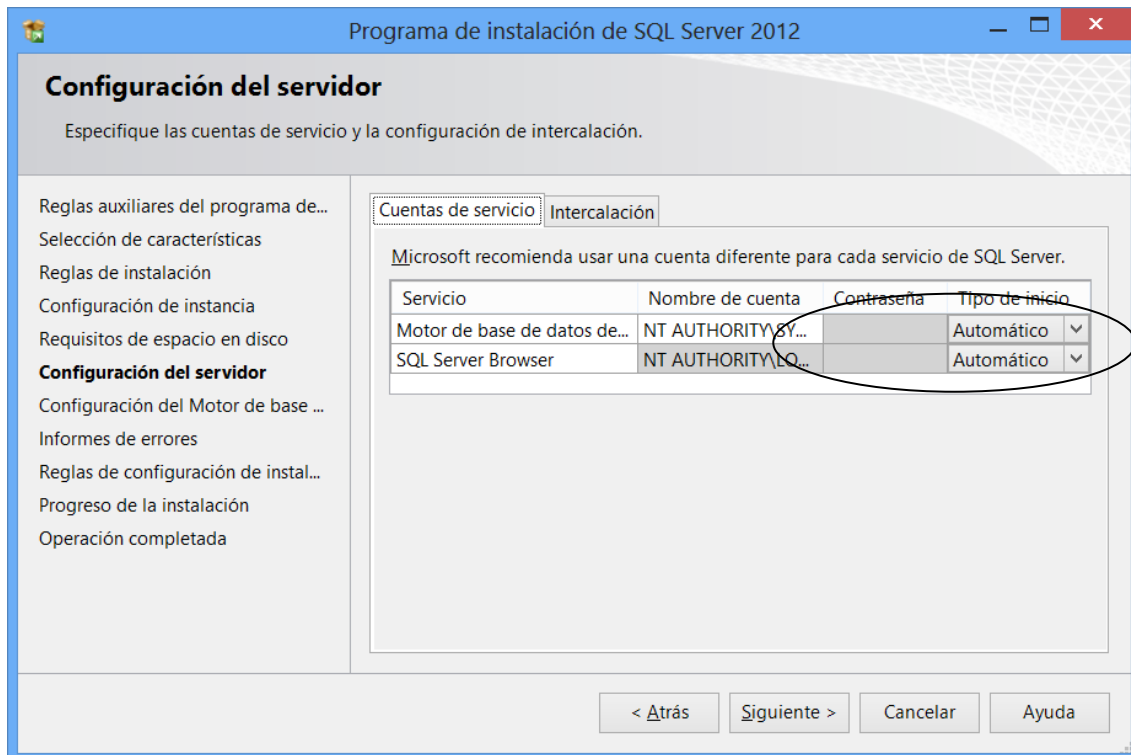 Programa de instalación de SQL Server 2012
Configuración del servidor
Especifique las cuentas de servicio y la configuración de intercalación.
Reglas auxiliares del programa de...
Selección de características
Reglas de instalación
Configuración de instancia
Requisitos de espacio en disco
Configuración del servidor
Configuración del Motor de base ...
Informes de errores
Reglas de configuración de instal...
Progreso de la instalación
Operación completada
Cuentas de servicio Intercalación
Microsoft recomienda usar una cuenta diferente para cada servicio de SQL Server.
Servicio Nombre de cuenta Contraseña Tipo de inicio
Motor de base de datos de... NT AUTHORITY\SY... Automático
SQL Server Browser NT AUTHORITY\LO... Automático
< Atrás Siguiente > Cancelar Ayuda